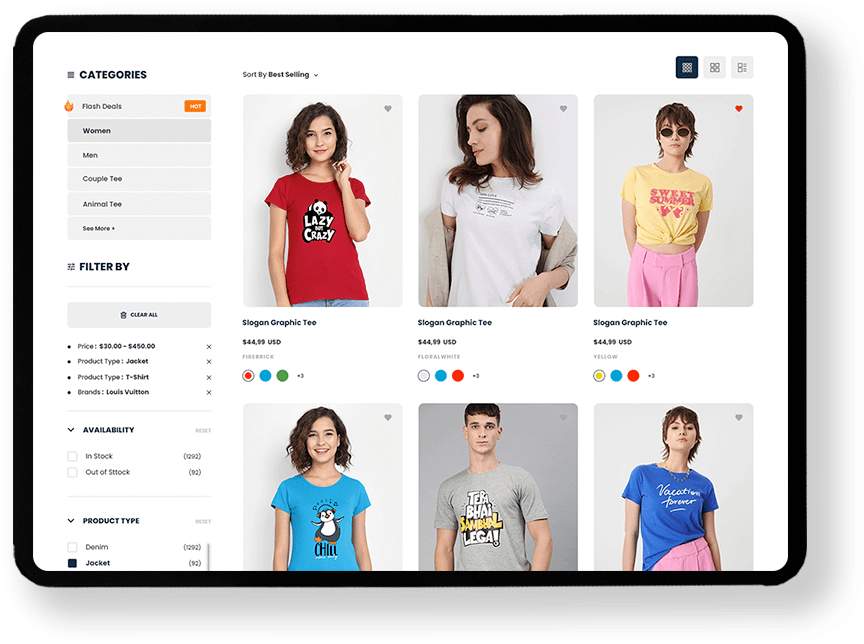 CATEGORIES
Flash Deals HOT
Women
Men
Couple Tee
Animal Tee
See More +
FILTER BY
CLEAR ALL
Price : $30.00 - $450.00
Product Type : Jacket
Product Type : T-Shirt
Brands : Louis Vuitton
AVAILABILITY RESET
In Stock (1292)
Out of Sttock (92)
PRODUCT TYPE RESET
Denim (1292)
Jacket (92)
Sort By Best Selling
LAZY
BUT
CRAZY
SWEET
SUMMER
Slogan Graphic Tee
$44,99 USD
FIREBRICK
+3
Slogan Graphic Tee
$44,99 USD
FLORALWHITE
+3
Slogan Graphic Tee
$44,99 USD
YELLOW
+3
CHILL
TERA
BHAI
SAMBHAL
LEGA!
Vacation
forever